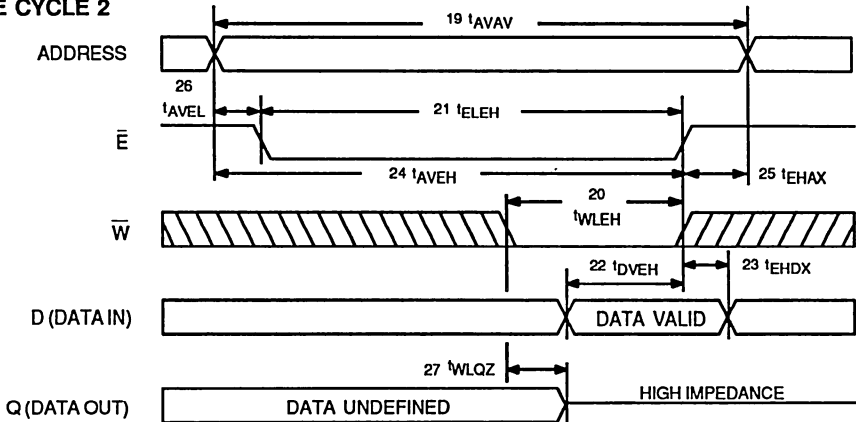 E CYCLE 2
19 tAVAV
ADDRESS
26
tAVEL
21 tELEH
E̅
24 tAVEH
25 tEHAX
20
tWLEH
W̅
22 tDVEH
23 tEHDX
D (DATA IN)
DATA VALID
27 tWLQZ
HIGH IMPEDANCE
Q (DATA OUT)
DATA UNDEFINED